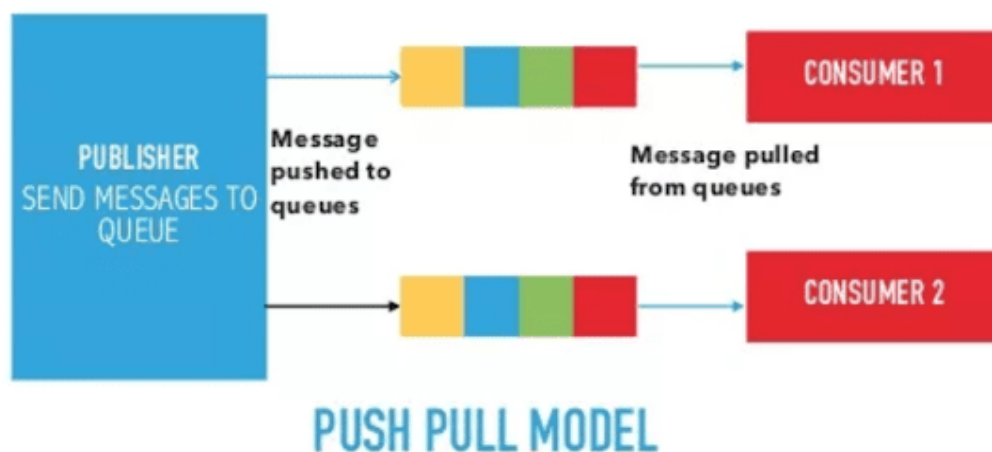 PUBLISHER
SEND MESSAGES TO
QUEUE
Message
pushed to
queues
Message pulled
from queues
CONSUMER 1
CONSUMER 2
PUSH PULL MODEL